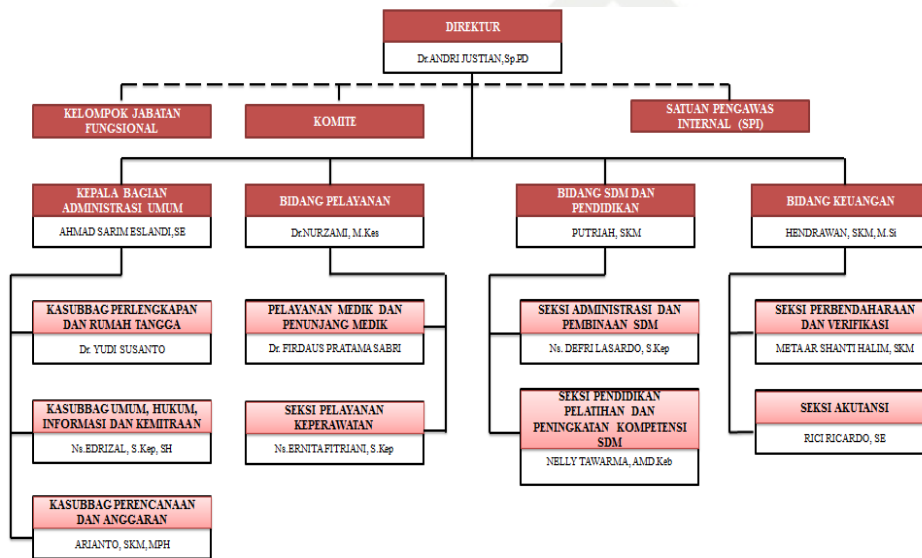 DIREKTUR
Dr.ANDRI JUSTIAN,Sp.PD
KELOMPOK JABATAN
FUNGSIONAL
KOMITE
SATUAN PENGAWAS
INTERNAL (SPI)
KEPALA BAGIAN
ADMINISTRASI UMUM
AHMAD SARIM ESLANDI,SE
BIDANG PELAYANAN
Dr.NURZAMI, M.Kes
BIDANG SDM DAN
PENDIDIKAN
PUTRIAH, SKM
BIDANG KEUANGAN
HENDRAWAN, SKM, M.Si
KASUBBAG PERLENGKAPAN
DAN RUMAH TANGGA
Dr. YUDI SUSANTO
PELAYANAN MEDIK DAN
PENUNJANG MEDIK
Dr. FIRDAUS PRATAMA SABRI
SEKSI ADMINISTRASI DAN
PEMBINAAN SDM
Ns. DEFRI LASARDO, S.Kep
SEKSI PERBENDAHARAAN
DAN VERIFIKASI
META AR SHANTI HALIM, SKM
KASUBBAG UMUM, HUKUM,
INFORMASI DAN KEMITRAAN
Ns.EDRIZAL, S.Kep, SH
SEKSI PELAYANAN
KEPERAWATAN
Ns.ERNITA FITRIANI, S.Kep
SEKSI PENDIDIKAN
PELATIHAN DAN
PENINGKATAN KOMPETENSI
SDM
NELLY TAWARMA, AMD.Keb
SEKSI AKUTANSI
RICI RICARDO, SE
KASUBBAG PERENCANAAN
DAN ANGGARAN
ARIANTO, SKM, MPH